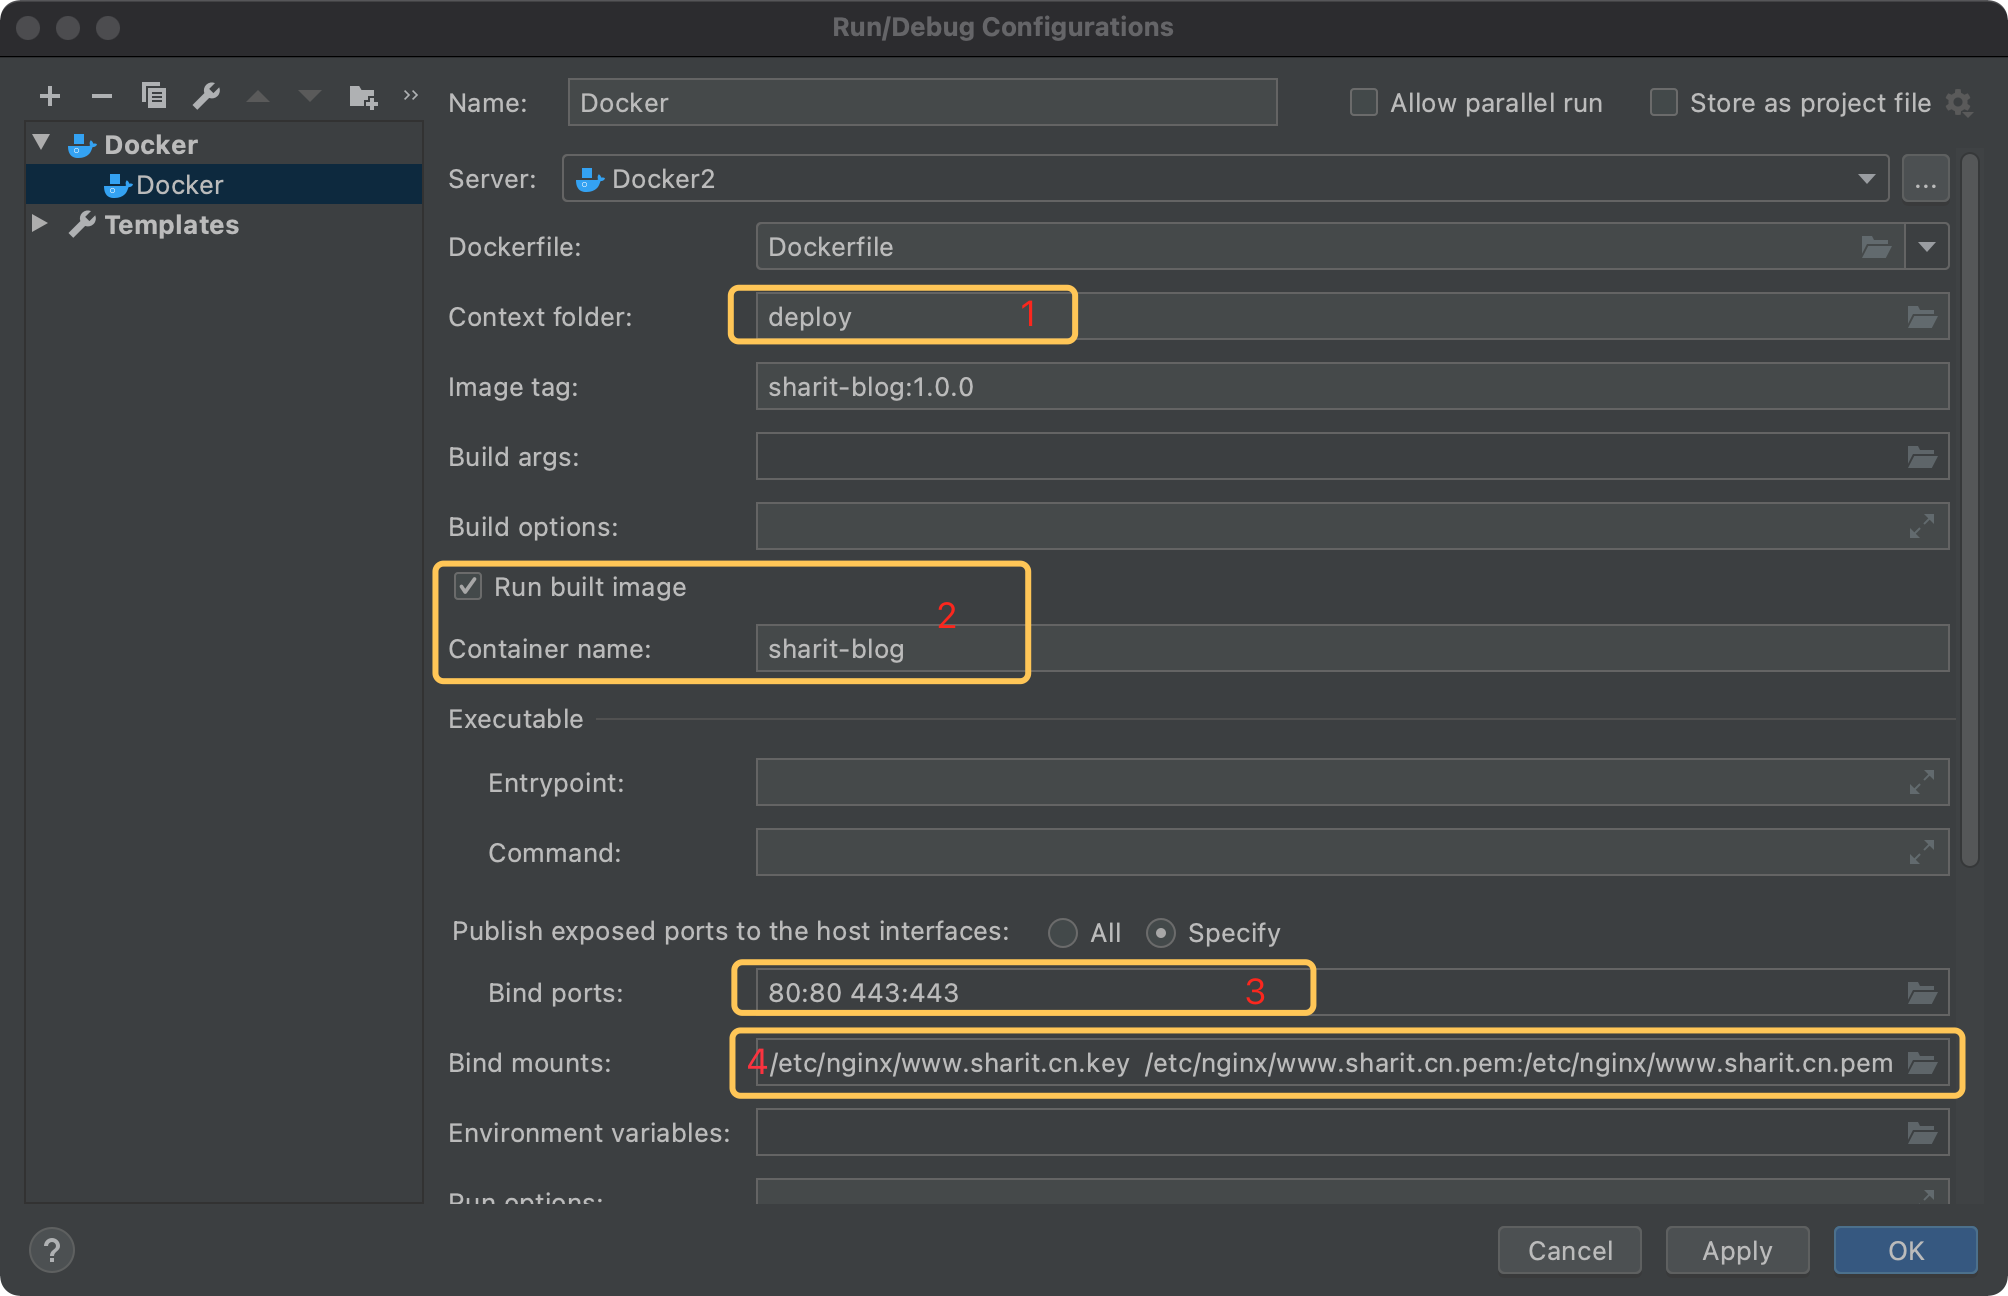 Run/Debug Configurations
Name: Docker Allow parallel run Store as project file
Docker
Docker
Templates
Server: Docker2 ...
Dockerfile: Dockerfile
Context folder: deploy 1
Image tag: sharit-blog:1.0.0
Build args:
Build options:
Run built image
2
Container name: sharit-blog
Executable
Entrypoint:
Command:
Publish exposed ports to the host interfaces: All Specify
Bind ports: 80:80 443:443 3
Bind mounts: 4 /etc/nginx/www.sharit.cn.key /etc/nginx/www.sharit.cn.pem:/etc/nginx/www.sharit.cn.pem
Environment variables:
Run options:
? Cancel Apply OK